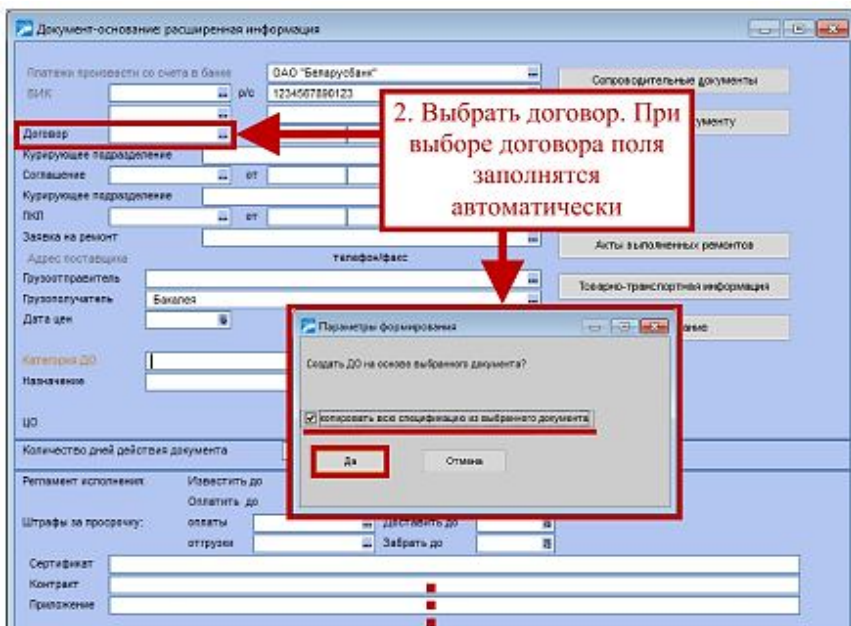 Документ-основание: расширенная информация
Платежи произвести со счета в банке ОАО "Беларусбанк"
БИК р/с 1234567890123
Сопроводительные документы
ументу
Договор
2. Выбрать договор. При
выборе договора поля
заполнятся
автоматически
Курирующее подразделение
Соглашение от
Курирующее подразделение
ПКЛ от
Заявка на ремонт
Акты выполненных ремонтов
Адрес поставщика телефон/факс
Грузоотправитель
Товарно-транспортная информация
Грузополучатель Бакалея
Дата цен
ание
Параметры формирования
Создать ДО на основе выбранного документа?
копировать всю спецификацию из выбранного документа
Да Отмена
Категория ДО
Назначение
ЦО
Количество дней действия документа
Регламент исполнения: Известить до
Оплатить до
Штрафы за просрочку: оплаты Доставить до
отгрузки Забрать до
Сертификат
Контракт
Приложение